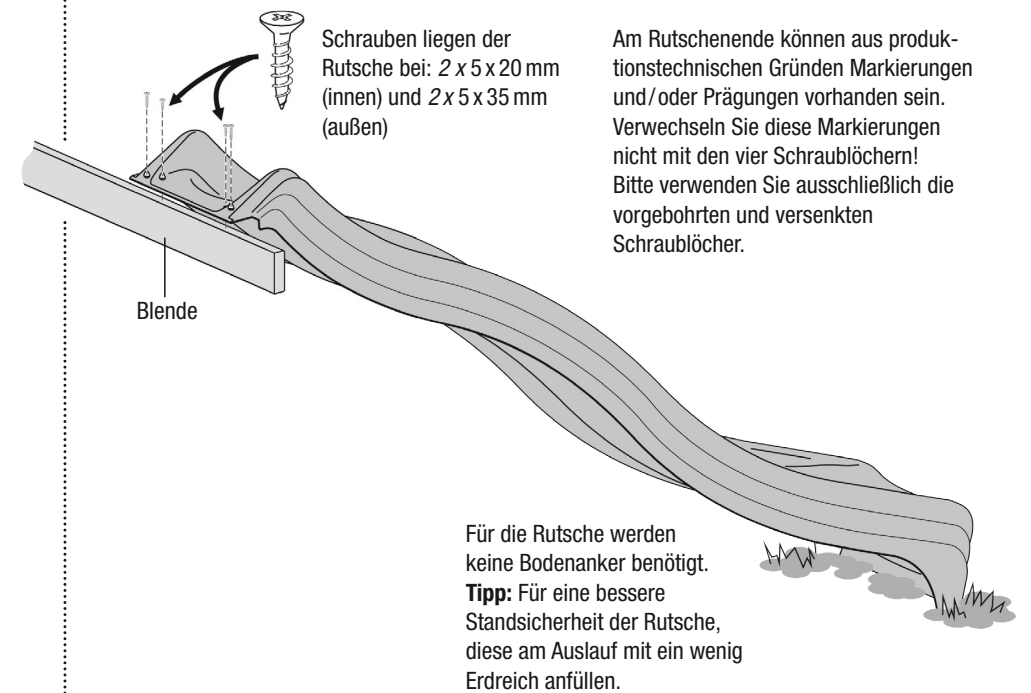 Schrauben liegen der
Rutsche bei: 2 x 5 x 20 mm
(innen) und 2 x 5 x 35 mm
(außen)
Am Rutschenende können aus produk-
tionstechnischen Gründen Markierungen
und/oder Prägungen vorhanden sein.
Verwechseln Sie diese Markierungen
nicht mit den vier Schraublöchern!
Bitte verwenden Sie ausschließlich die
vorgebohrten und versenkten
Schraublöcher.
Blende
Für die Rutsche werden
keine Bodenanker benötigt.
Tipp: Für eine bessere
Standsicherheit der Rutsche,
diese am Auslauf mit ein wenig
Erdreich anfüllen.